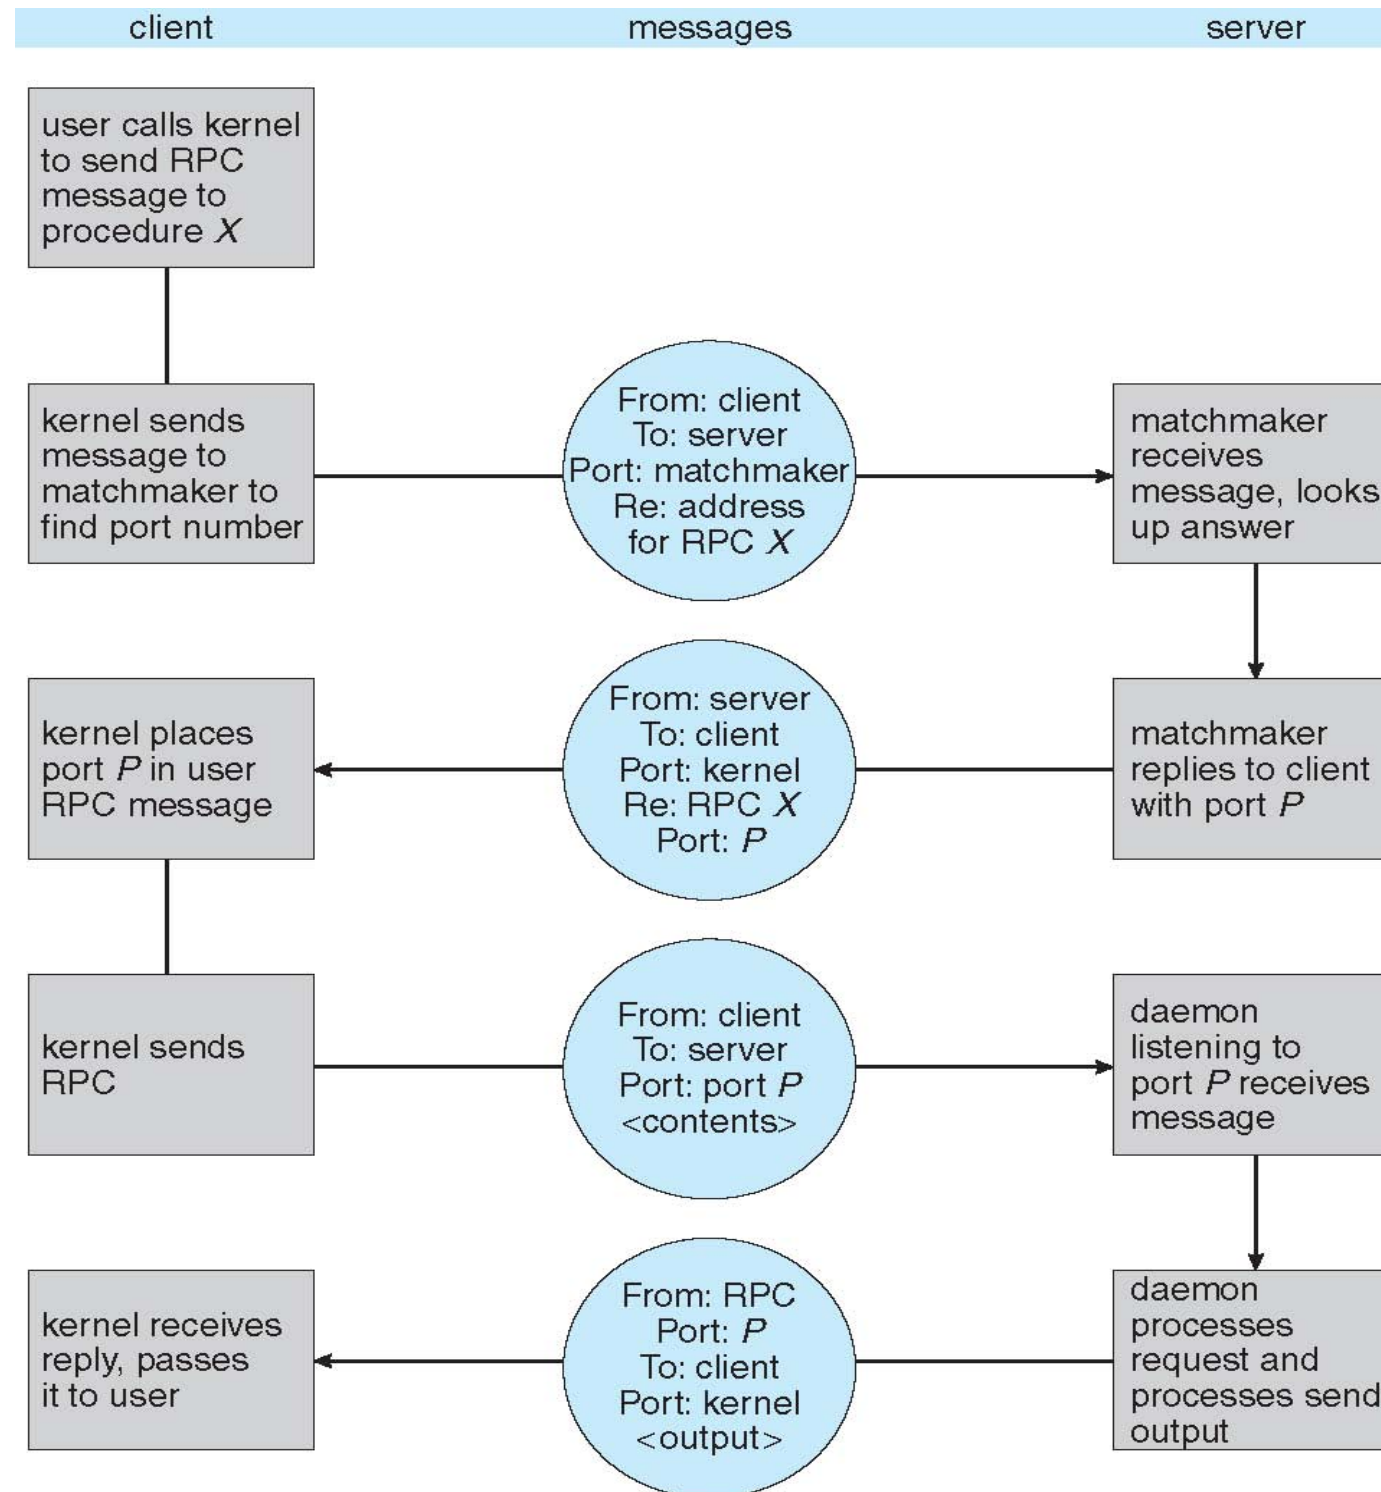 client
messages
server
user calls kernel
to send RPC
message to
procedure X
kernel sends
message to
matchmaker to
find port number
From: client
To: server
Port: matchmaker
Re: address
for RPC X
matchmaker
receives
message, looks
up answer
kernel places
port P in user
RPC message
From: server
To: client
Port: kernel
Re: RPC X
Port: P
matchmaker
replies to client
with port P
kernel sends
RPC
From: client
To: server
Port: port P
<contents>
daemon
listening to
port P receives
message
kernel receives
reply, passes
it to user
From: RPC
Port: P
To: client
Port: kernel
<output>
daemon
processes
request and
processes send
output